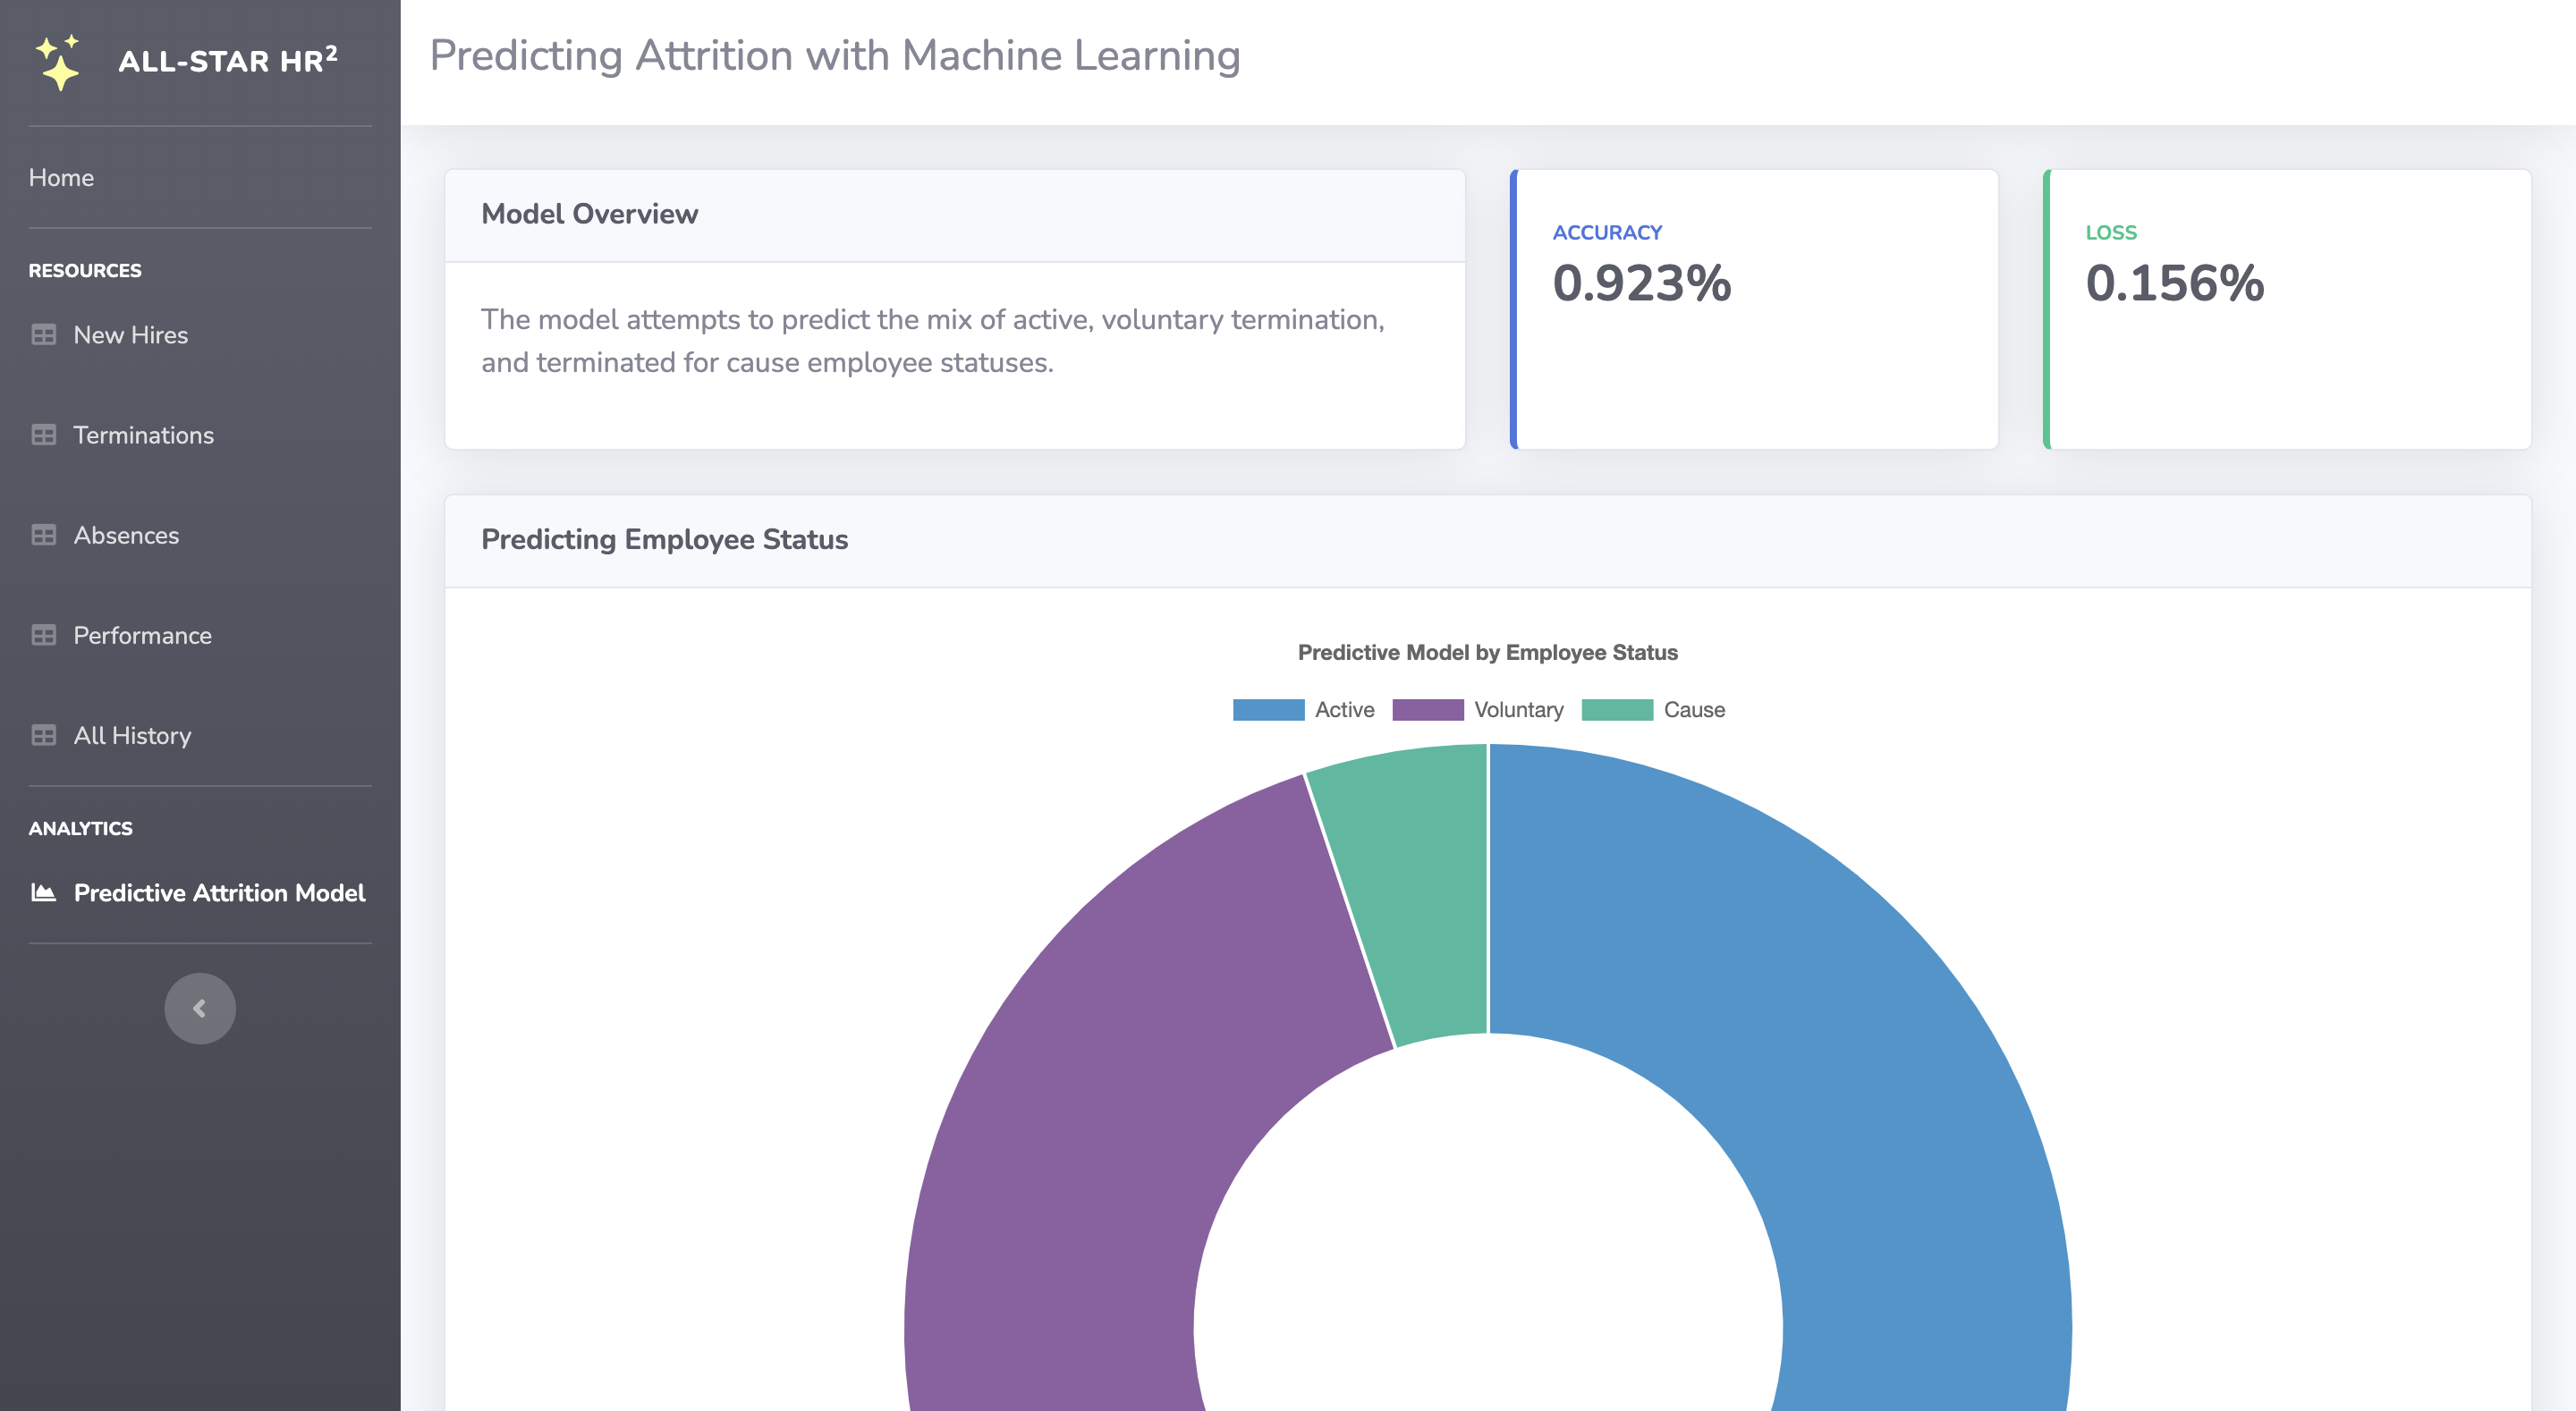 ALL-STAR HR²
Home
RESOURCES
New Hires
Terminations
Absences
Performance
All History
ANALYTICS
Predictive Attrition Model
Predicting Attrition with Machine Learning
Model Overview
The model attempts to predict the mix of active, voluntary termination,
and terminated for cause employee statuses.
ACCURACY
0.923%
LOSS
0.156%
Predicting Employee Status
Predictive Model by Employee Status
Active Voluntary Cause